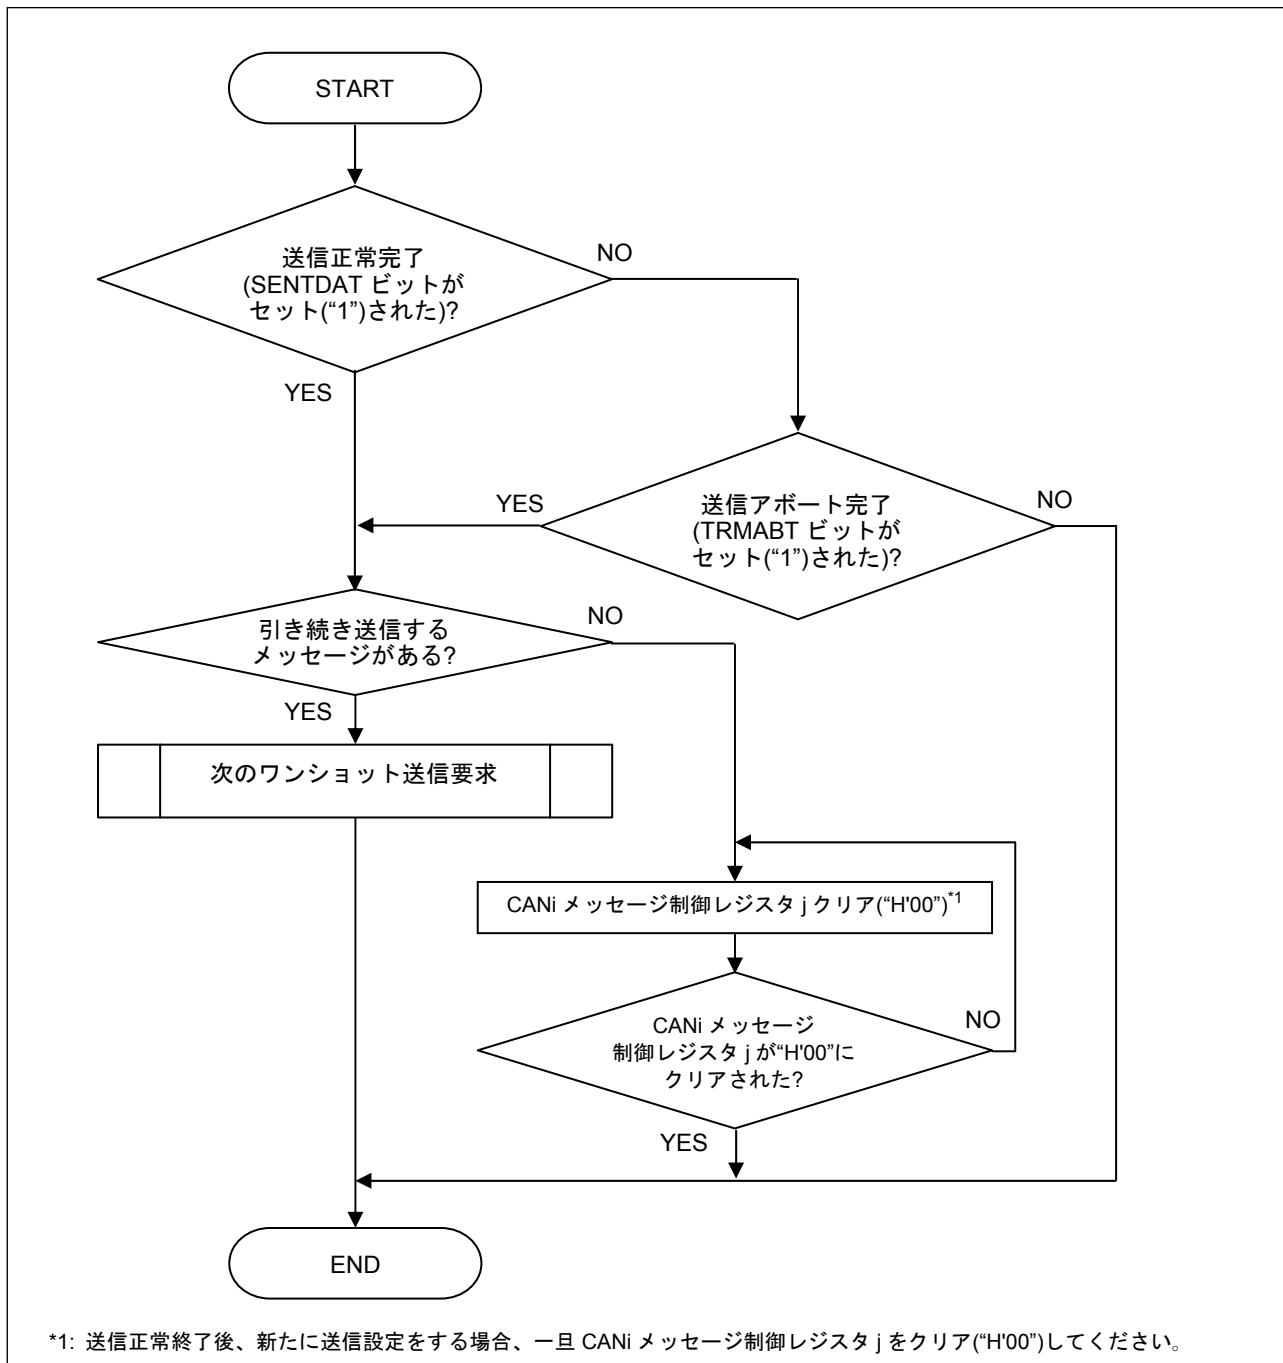 START
送信正常完了
(SENTDAT ビットが
セット(“1”)された)?
NO
YES
送信アボート完了
(TRMABT ビットが
セット(“1”)された)?
YES
NO
引き続き送信する
メッセージがある?
NO
YES
次のワンショット送信要求
CANi メッセージ制御レジスタ j クリア(“H'00”)*1
CANi メッセージ
制御レジスタ j が“H'00”に
クリアされた?
NO
YES
END
*1: 送信正常終了後、新たに送信設定をする場合、一旦 CANi メッセージ制御レジスタ j をクリア(“H'00”)してください。